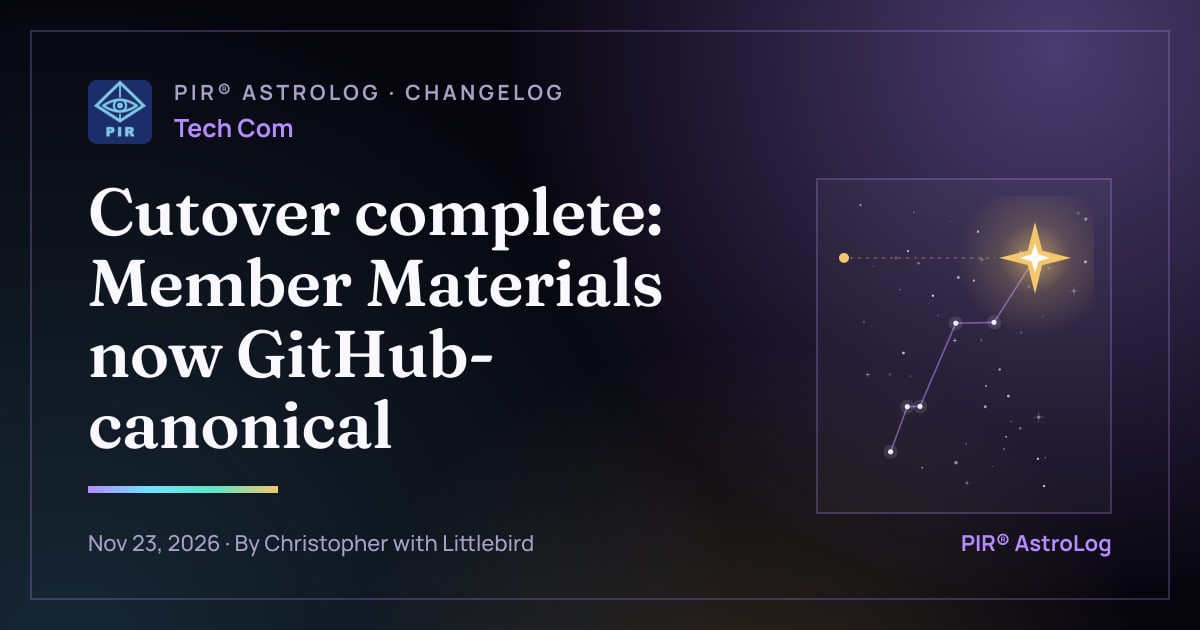 PIR
PIR® ASTROLOG · CHANGELOG
Tech Com
Cutover complete:
Member Materials
now GitHub-
canonical
Nov 23, 2026 · By Christopher with Littlebird
PIR® AstroLog